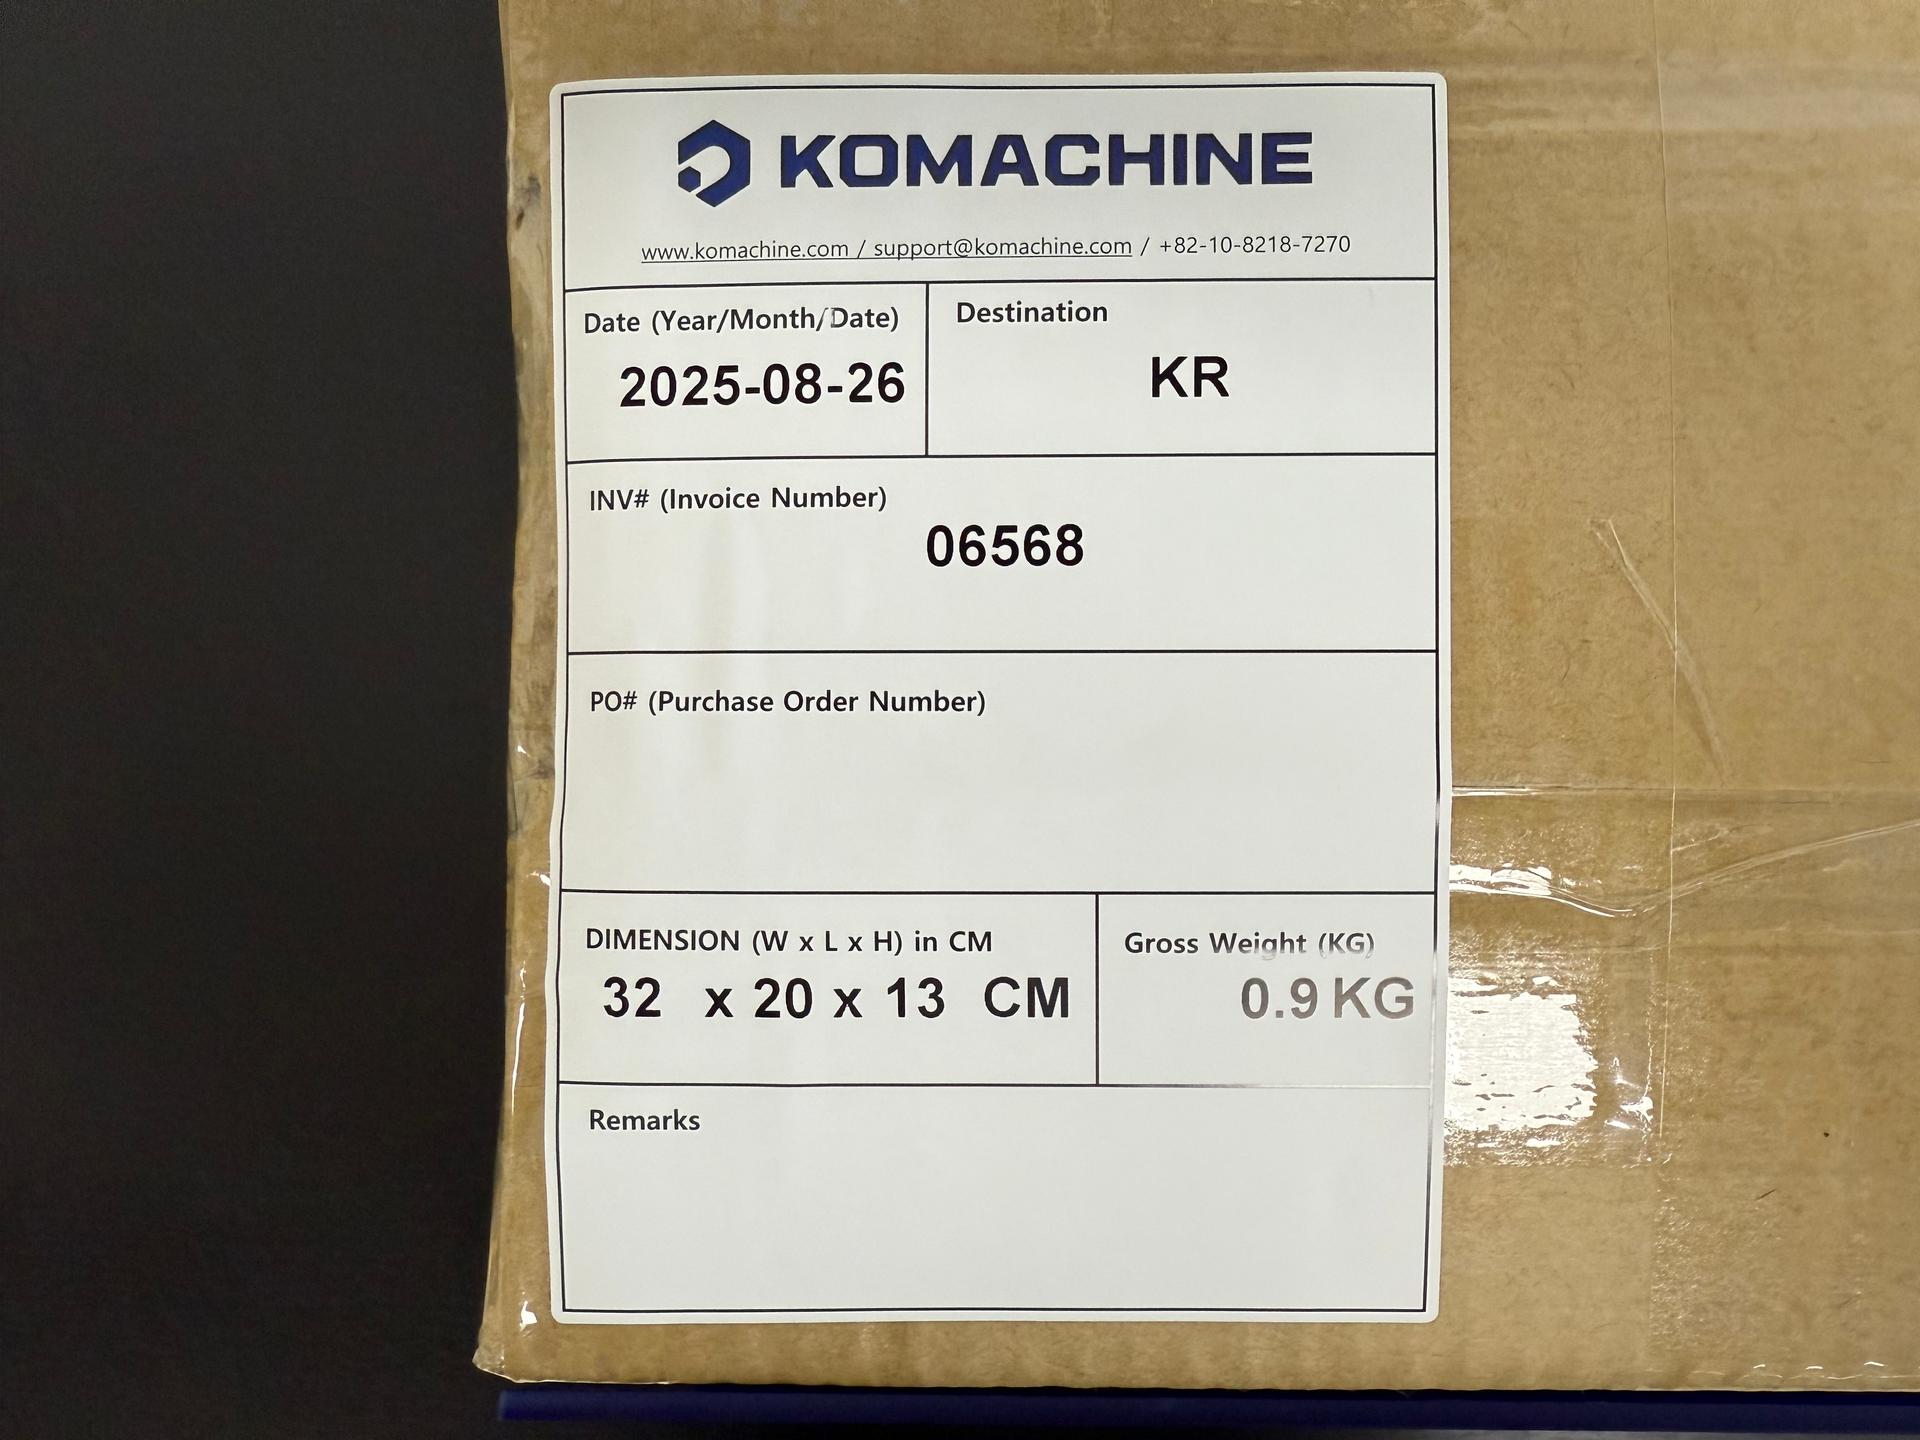 KOMACHINE
www.komachine.com / support@komachine.com / +82-10-8218-7270
Date (Year/Month/Date)
2025-08-26
Destination
KR
INV# (Invoice Number)
06568
PO# (Purchase Order Number)
DIMENSION (W x L x H) in CM
32 x 20 x 13 CM
Gross Weight (KG)
0.9 KG
Remarks